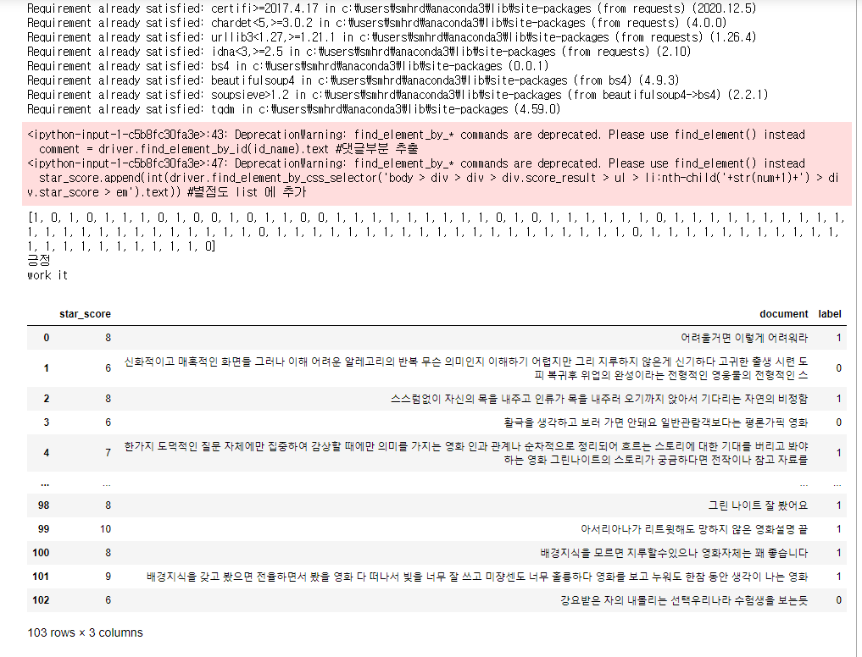 Requirement already satisfied: certifi>=2017.4.17 in c:₩users₩smhrd₩anaconda3₩lib₩site-packages (from requests) (2020.12.5)
Requirement already satisfied: chardet<5,>=3.0.2 in c:₩users₩smhrd₩anaconda3₩lib₩site-packages (from requests) (4.0.0)
Requirement already satisfied: urllib3<1.27,>=1.21.1 in c:₩users₩smhrd₩anaconda3₩lib₩site-packages (from requests) (1.26.4)
Requirement already satisfied: idna<3,>=2.5 in c:₩users₩smhrd₩anaconda3₩lib₩site-packages (from requests) (2.10)
Requirement already satisfied: bs4 in c:₩users₩smhrd₩anaconda3₩lib₩site-packages (0.0.1)
Requirement already satisfied: beautifulsoup4 in c:₩users₩smhrd₩anaconda3₩lib₩site-packages (from bs4) (4.9.3)
Requirement already satisfied: soupsieve>1.2 in c:₩users₩smhrd₩anaconda3₩lib₩site-packages (from beautifulsoup4->bs4) (2.2.1)
Requirement already satisfied: tqdm in c:₩users₩smhrd₩anaconda3₩lib₩site-packages (4.59.0)
<ipython-input-1-c5b8fc30fa3e>:43: DeprecationWarning: find_element_by_* commands are deprecated. Please use find_element() instead
comment = driver.find_element_by_id(id_name).text #댓글부분 추출
<ipython-input-1-c5b8fc30fa3e>:47: DeprecationWarning: find_element_by_* commands are deprecated. Please use find_element() instead
star_score.append(int(driver.find_element_by_css_selector('body > div > div > div.score_result > ul > li:nth-child('+str(num+1)+') > di
v.star_score > em').text)) #별점도 list 에 추가
[1, 0, 1, 0, 1, 1, 1, 0, 1, 0, 0, 1, 0, 1, 1, 0, 0, 1, 1, 1, 1, 1, 1, 1, 1, 1, 0, 1, 0, 1, 1, 1, 1, 1, 1, 0, 1, 1, 1, 1, 1, 1, 1, 1, 1, 1,
1, 1, 1, 1, 1, 1, 1, 1, 1, 1, 1, 1, 1, 0, 1, 1, 1, 1, 1, 1, 1, 1, 1, 1, 1, 1, 1, 1, 1, 1, 1, 1, 1, 0, 1, 1, 1, 1, 1, 1, 1, 1, 1, 1, 1,
1, 1, 1, 1, 1, 1, 1, 1, 1, 1, 0]
긍정
work it
star_score document label
0 8 어려울거면 이렇게 어려워라 1
1 6 신화적이고 매혹적인 화면을 그러나 이해 어려운 알레고리의 반복 무슨 의미인지 이해하기 어렵지만 그리 지루하지 않은게 신기하다 고귀한 출생 시련 도 0
피 복귀후 위업의 완성이라는 전형적인 영웅물의 전형적인 스
2 8 스스럼없이 자신의 목을 내주고 인류가 목을 내주러 오기까지 앉아서 기다리는 자연의 비정함 1
3 6 활극을 생각하고 보러 가면 안돼요 일반관람객보다는 평론가픽 영화 0
4 7 한가지 도덕적인 질문 자체에만 집중하여 감상할 때에만 의미를 가지는 영화 인과 관계나 순차적으로 정리되어 흐르는 스토리에 대한 기대를 버리고 봐야 1
하는 영화 그린나이트의 스토리가 궁금하다면 전작이나 참고 자료를
... ... ... ...
98 8 그린 나이트 잘 봤어요 1
99 10 아서리아나가 리트윗해도 망하지 않은 영화설명 끝 1
100 8 배경지식을 모르면 지루할수있으나 영화자체는 꽤 좋습니다 1
101 9 배경지식을 갖고 봤으면 전율하면서 봤을 영화 다 떠나서 빛을 너무 잘 쓰고 미장센도 너무 훌륭하다 영화를 보고 누워도 한참 동안 생각이 나는 영화 1
102 6 강요받은 자의 내몰리는 선택우리나라 수험생을 보는듯 0
103 rows × 3 columns